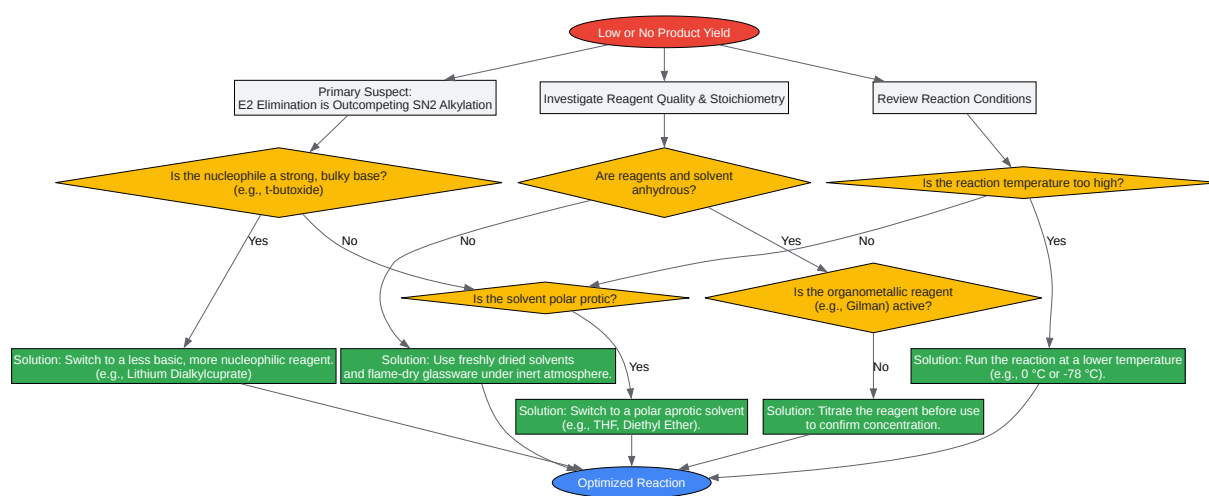 Low or No Product Yield
Primary Suspect:
E2 Elimination is Outcompeting SN2 Alkylation
Investigate Reagent Quality & Stoichiometry
Review Reaction Conditions
Is the nucleophile a strong, bulky base?
(e.g., t-butoxide)
Are reagents and solvent
anhydrous?
Is the reaction temperature too high?
Yes
No
No
Yes
No
Yes
Is the solvent polar protic?
Is the organometallic reagent
(e.g., Gilman) active?
Solution: Switch to a less basic, more nucleophilic reagent.
(e.g., Lithium Dialkylcuprate)
Solution: Use freshly dried solvents
and flame-dry glassware under inert atmosphere.
Yes
No
Solution: Run the reaction at a lower temperature
(e.g., 0 °C or -78 °C).
Solution: Switch to a polar aprotic solvent
(e.g., THF, Diethyl Ether).
Solution: Titrate the reagent before use
to confirm concentration.
Optimized Reaction